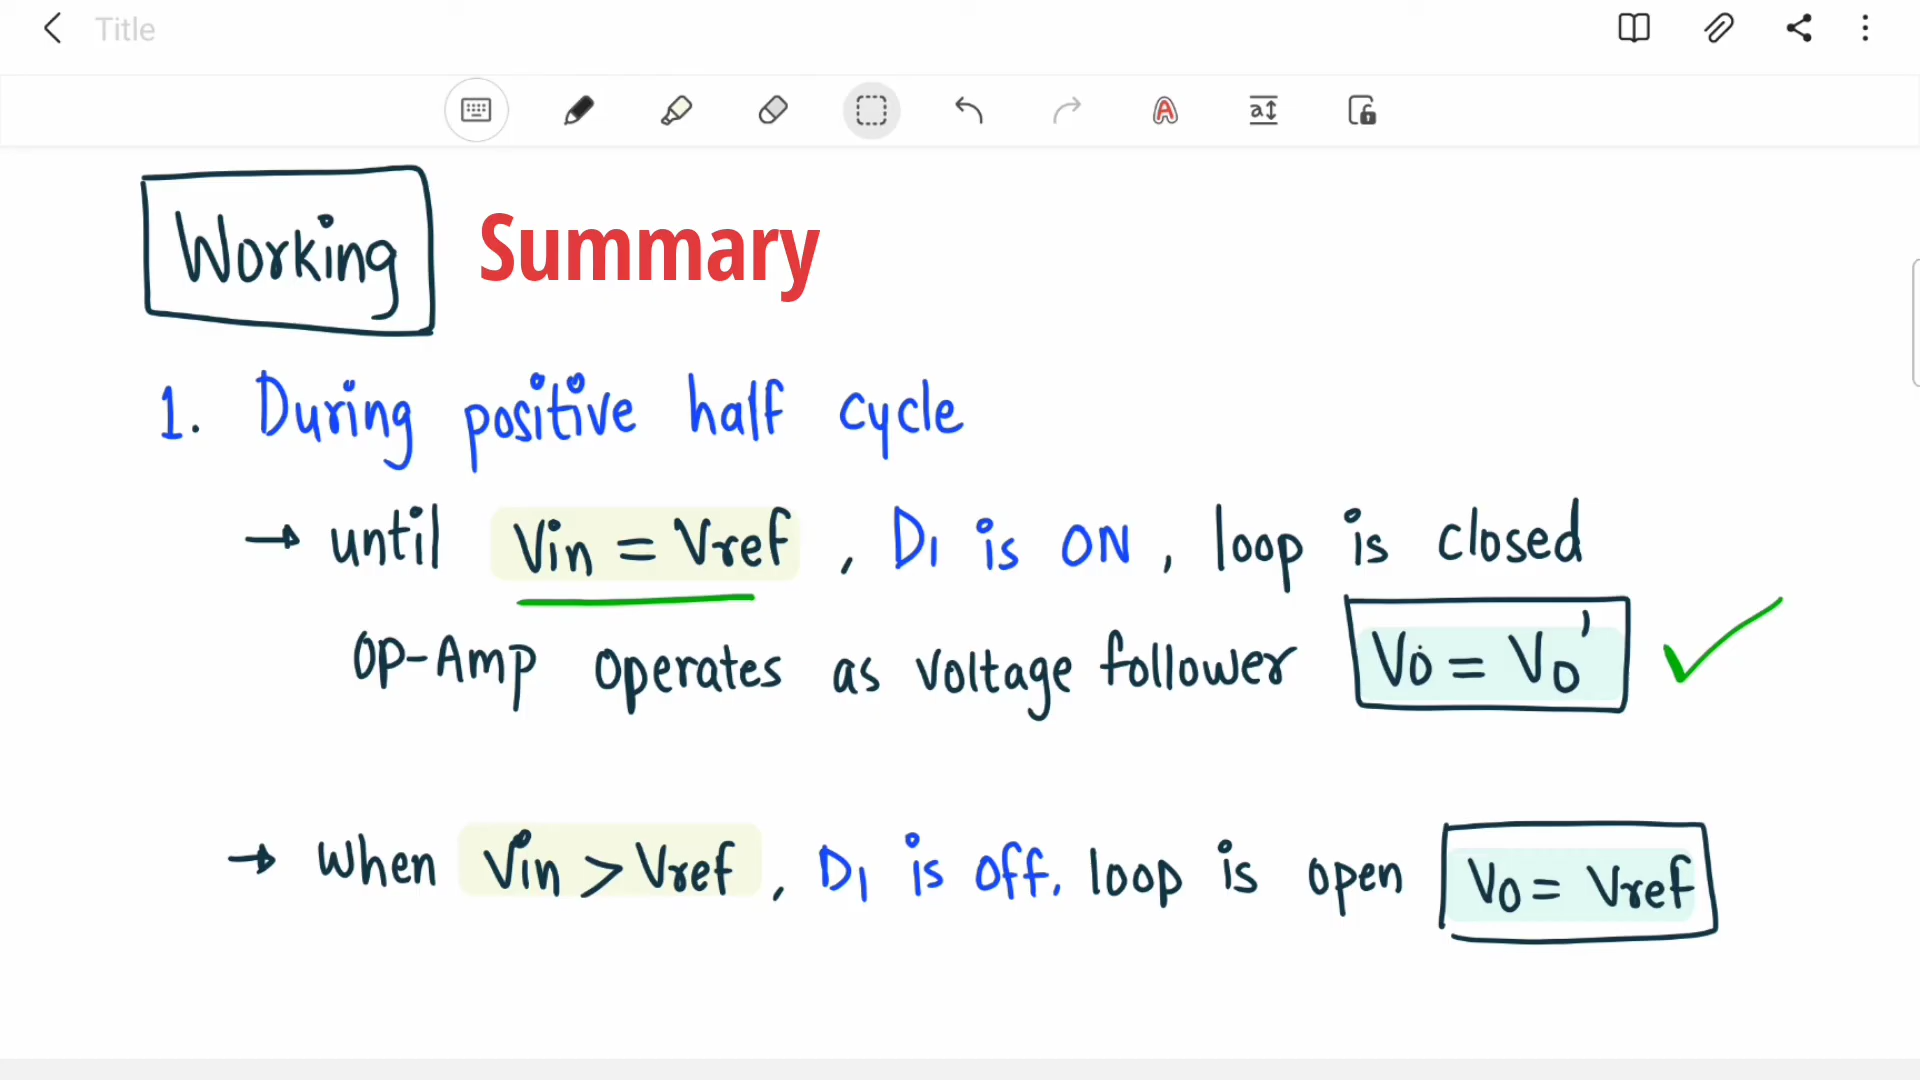 Title
Working Summary
1. During positive half cycle
→ until Vin = Vref , D1 is ON , loop is closed
Op-Amp operates as voltage follower Vo = Vo'
→ When Vin > Vref , D1 is off. loop is open Vo = Vref